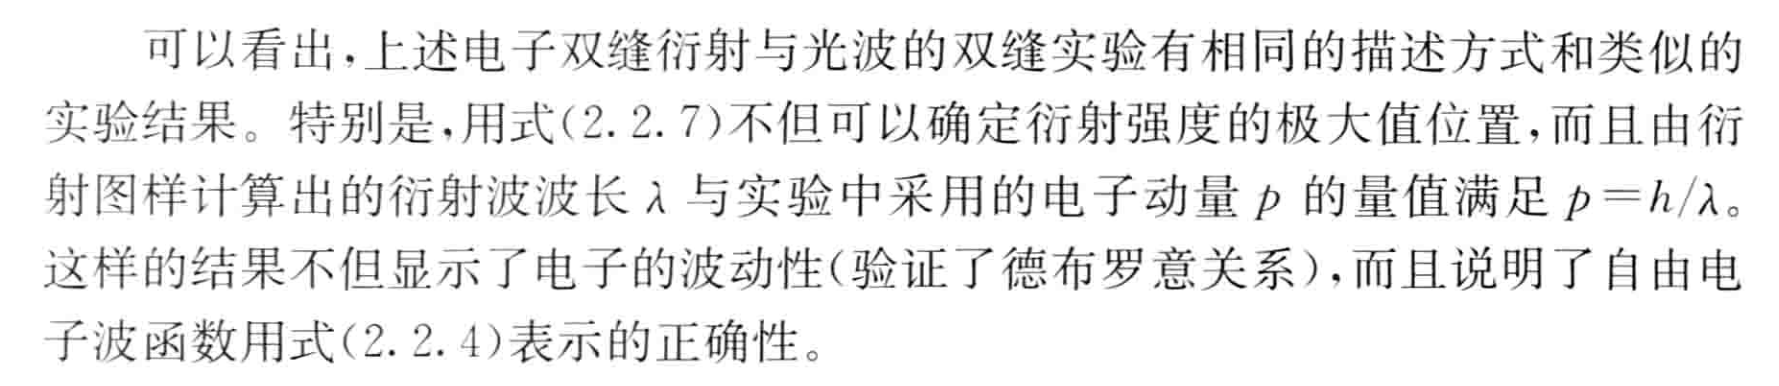 可以看出,上述电子双缝衍射与光波的双缝实验有相同的描述方式和类似的
实验结果。特别是,用式(2.2.7)不但可以确定衍射强度的极大值位置,而且由衍
射图样计算出的衍射波波长 λ 与实验中采用的电子动量 p 的量值满足 p=h/λ。
这样的结果不但显示了电子的波动性(验证了德布罗意关系),而且说明了自由电
子波函数用式(2.2.4)表示的正确性。